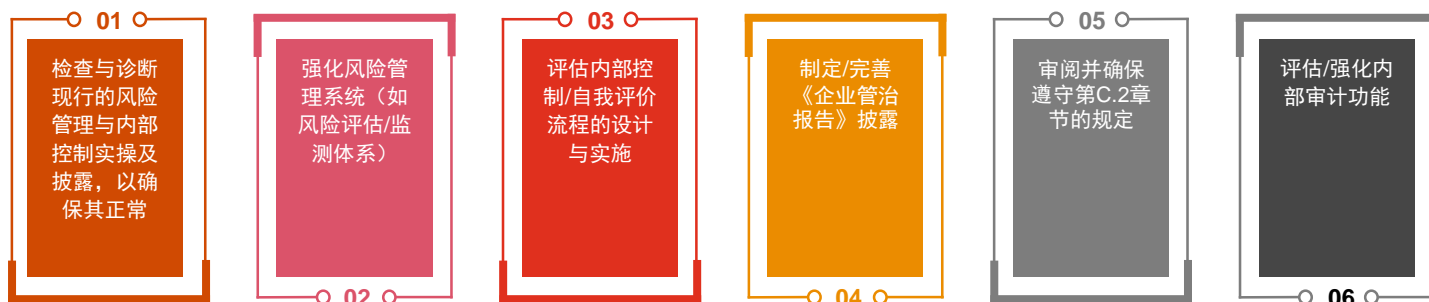 01
检查与诊断
现行的风险
管理与内部
控制实操及
披露，以确
保其正常
强化风险管
理系统（如
风险评估/监
测体系）
02
03
评估内部控
制/自我评价
流程的设计
与实施
制定/完善
《企业管治
报告》披露
04
05
审阅并确保
遵守第C.2章
节的规定
评估/强化内
部审计功能
06